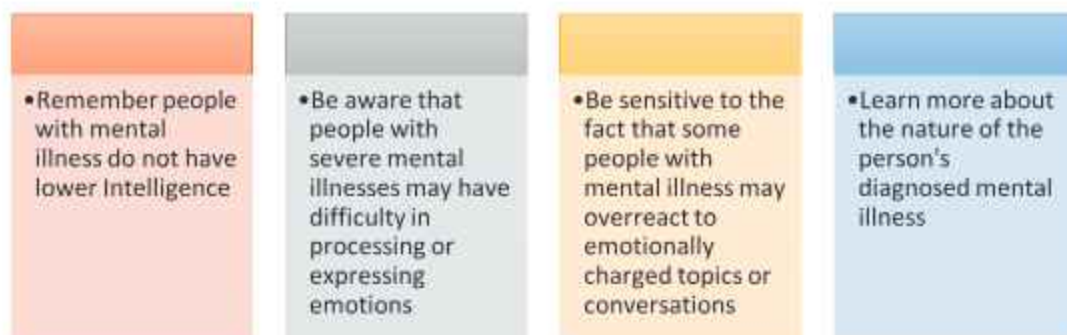 •Remember people
with mental
illness do not have
lower Intelligence
•Be aware that
people with
severe mental
illnesses may have
difficulty in
processing or
expressing
emotions
•Be sensitive to the
fact that some
people with
mental illness may
overreact to
emotionally
charged topics or
conversations
•Learn more about
the nature of the
person's
diagnosed mental
illness